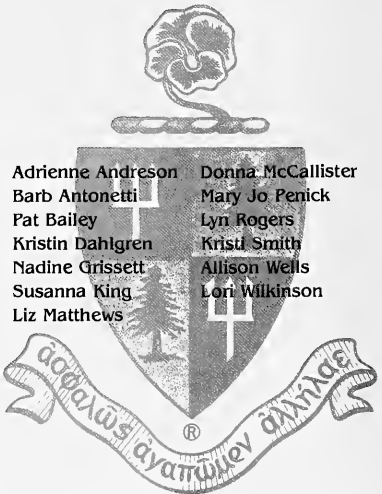 Adrienne Andreson
Barb Antonetti
Pat Bailey
Kristin Dahlgren
Nadine Grissett
Susanna King
Liz Matthews
Donna McCallister
Mary Jo Penick
Lyn Rogers
Kristi Smith
Allison Wells
Lori Wilkinson
®
ἀσφαλῶς ἀγαπῶμεν ἀλλήλας